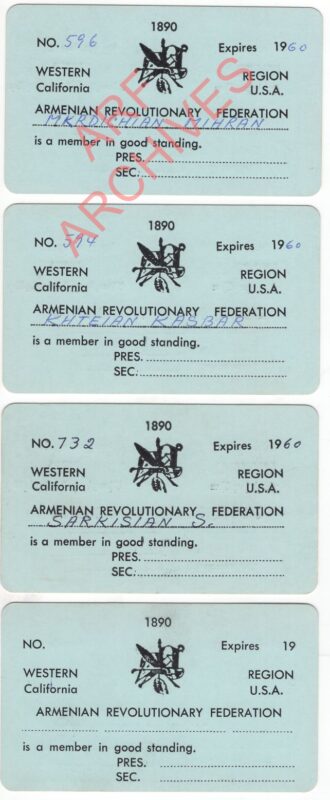 1890
NO. 596 Expires 1960
WESTERN REGION
California U.S.A.
ARMENIAN REVOLUTIONARY FEDERATION
MKRDICHIAN MIHRAN
is a member in good standing.
PRES.
SEC.
ARF
ARCHIVES
1890
NO. 594 Expires 1960
WESTERN REGION
California U.S.A.
ARMENIAN REVOLUTIONARY FEDERATION
KHTEIAN KASBAR
is a member in good standing.
PRES.
SEC.
1890
NO. 732 Expires 1960
WESTERN REGION
California U.S.A.
ARMENIAN REVOLUTIONARY FEDERATION
SARKISIAN S.
is a member in good standing.
PRES.
SEC.
1890
NO. Expires 19
WESTERN REGION
California U.S.A.
ARMENIAN REVOLUTIONARY FEDERATION
is a member in good standing.
PRES.
SEC.